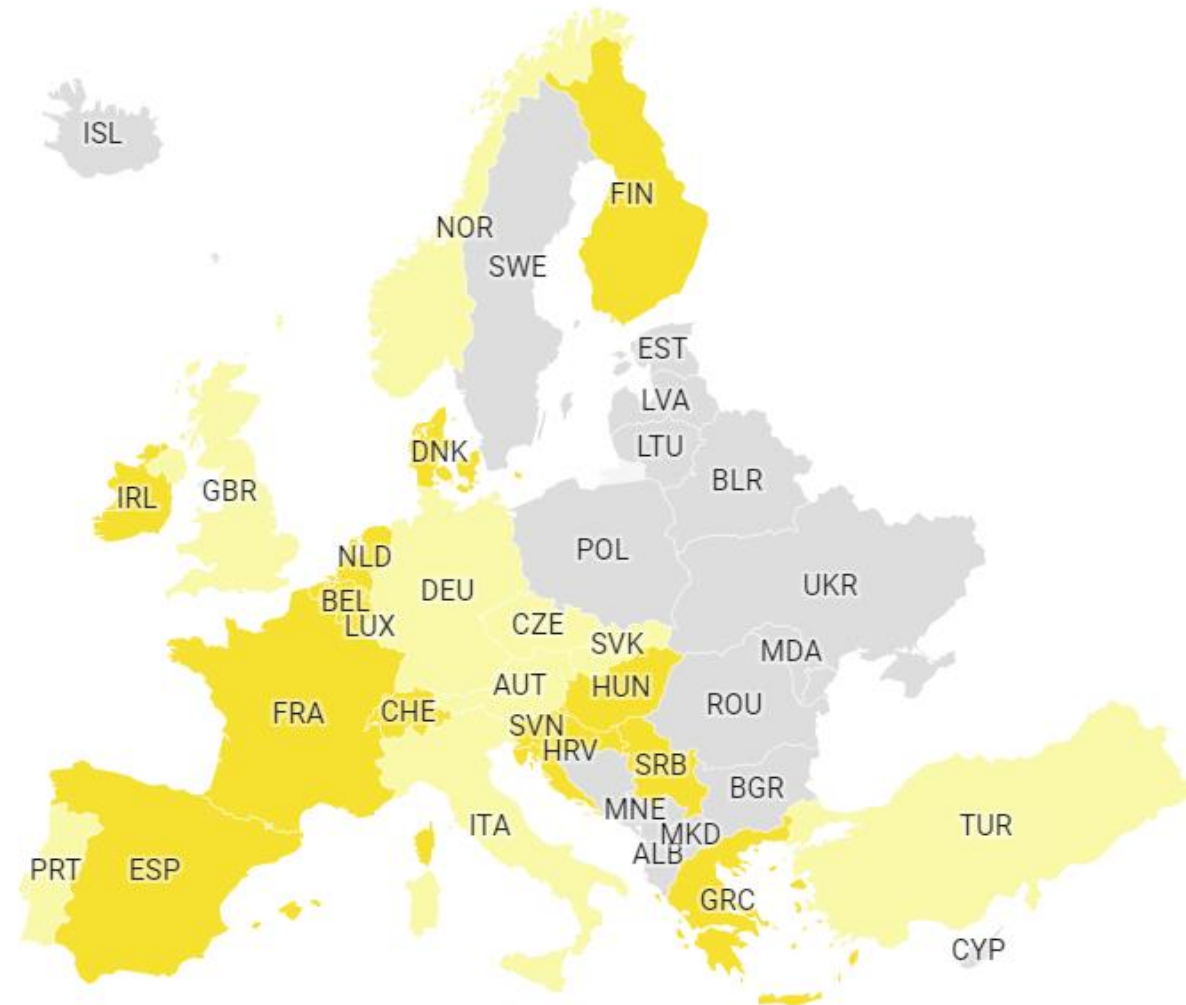 ISL
FIN
NOR
SWE
EST
LVA
LTU
DNK
BLR
IRL
GBR
POL
NLD
UKR
DEU
BEL
LUX
CZE
SVK
MDA
AUT
HUN
ROU
FRA
CHE
SVN
HRV
SRB
BGR
MNE
ITA
MKD
TUR
ALB
PRT
ESP
GRC
CYP